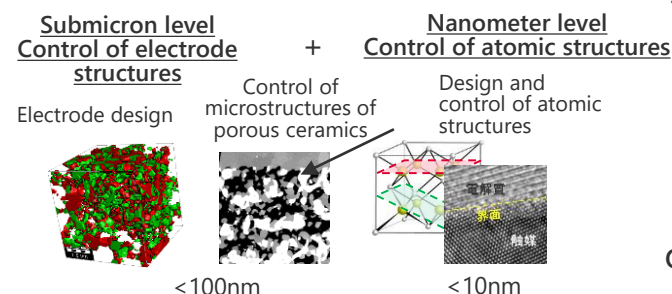 Submicron level
Control of electrode
structures
+
Nanometer level
Control of atomic structures
Electrode design
Control of
microstructures of
porous ceramics
Design and
control of atomic
structures
電解質
界面
触媒
<100nm
<10nm